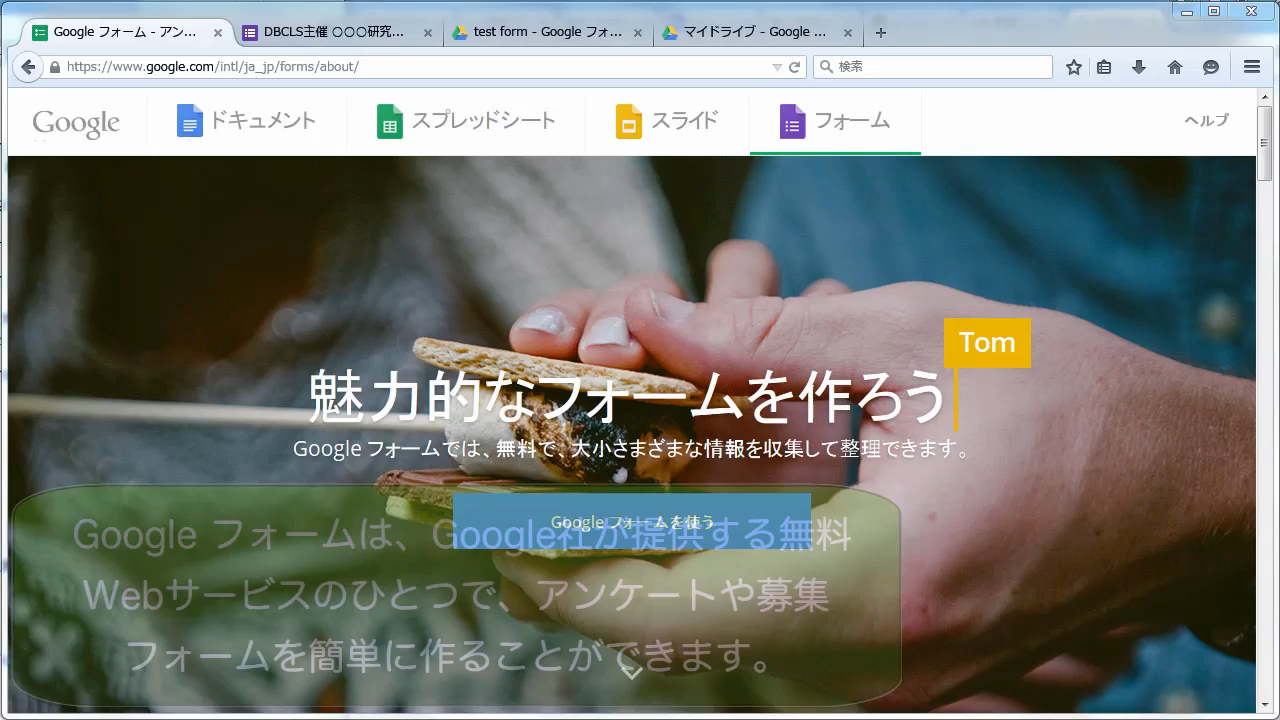 Google フォーム - アン...
DBCLS主催 〇〇〇研究...
test form - Google フォ...
マイドライブ - Google ...
https://www.google.com/intl/ja_jp/forms/about/
検索
Google
ドキュメント
スプレッドシート
スライド
フォーム
ヘルプ
Tom
魅力的なフォームを作ろう
Google フォームでは、無料で、大小さまざまな情報を収集して整理できます。
Google フォームを使う
Google フォームは、Google社が提供する無料
Webサービスのひとつで、アンケートや募集
フォームを簡単に作ることができます。